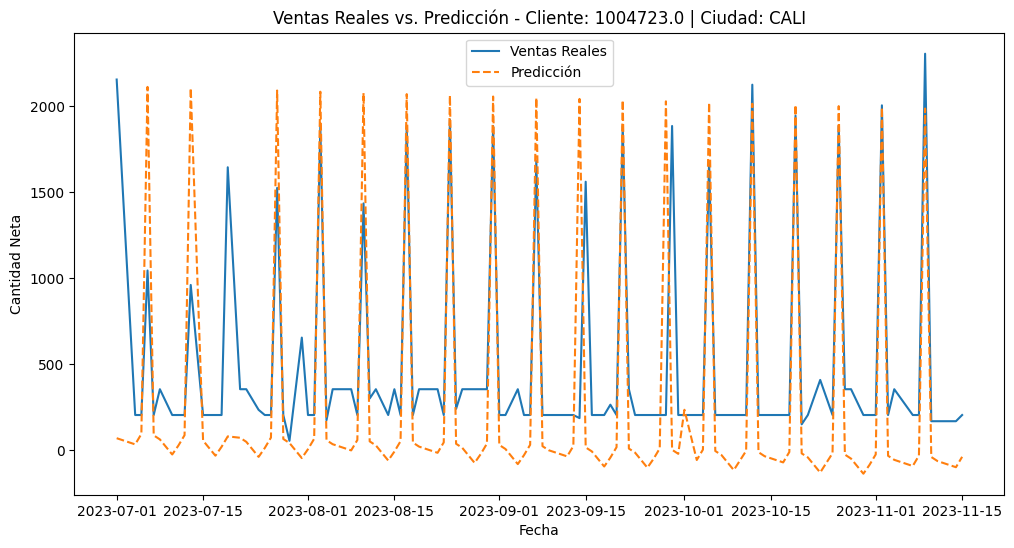 Ventas Reales vs. Predicción - Cliente: 1004723.0 | Ciudad: CALI
Ventas Reales
Predicción
Cantidad Neta
2000
1500
1000
500
0
2023-07-01 2023-07-15 2023-08-01 2023-08-15 2023-09-01 2023-09-15 2023-10-01 2023-10-15 2023-11-01 2023-11-15
Fecha